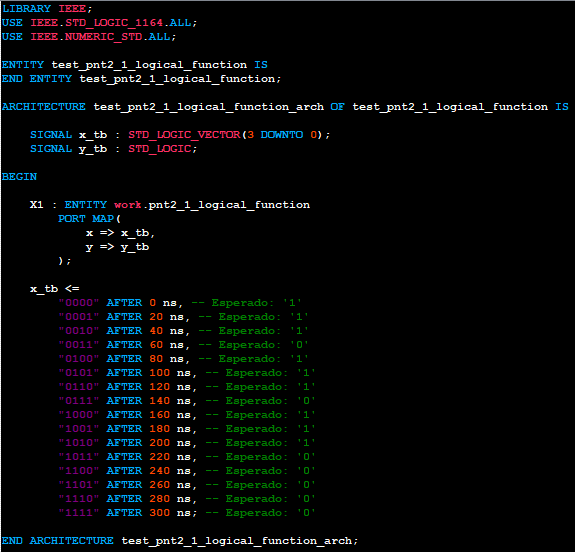 LIBRARY IEEE;
USE IEEE.STD_LOGIC_1164.ALL;
USE IEEE.NUMERIC_STD.ALL;
ENTITY test_pnt2_1_logical_function IS
END ENTITY test_pnt2_1_logical_function;
ARCHITECTURE test_pnt2_1_logical_function_arch OF test_pnt2_1_logical_function IS
SIGNAL x_tb : STD_LOGIC_VECTOR(3 DOWNTO 0);
SIGNAL y_tb : STD_LOGIC;
BEGIN
X1 : ENTITY work.pnt2_1_logical_function
PORT MAP(
x => x_tb,
y => y_tb
);
x_tb <=
"0000" AFTER 0 ns, -- Esperado: '1'
"0001" AFTER 20 ns, -- Esperado: '1'
"0010" AFTER 40 ns, -- Esperado: '1'
"0011" AFTER 60 ns, -- Esperado: '0'
"0100" AFTER 80 ns, -- Esperado: '1'
"0101" AFTER 100 ns, -- Esperado: '1'
"0110" AFTER 120 ns, -- Esperado: '1'
"0111" AFTER 140 ns, -- Esperado: '0'
"1000" AFTER 160 ns, -- Esperado: '1'
"1001" AFTER 180 ns, -- Esperado: '1'
"1010" AFTER 200 ns, -- Esperado: '1'
"1011" AFTER 220 ns, -- Esperado: '0'
"1100" AFTER 240 ns, -- Esperado: '0'
"1101" AFTER 260 ns, -- Esperado: '0'
"1110" AFTER 280 ns, -- Esperado: '0'
"1111" AFTER 300 ns; -- Esperado: '0'
END ARCHITECTURE test_pnt2_1_logical_function_arch;